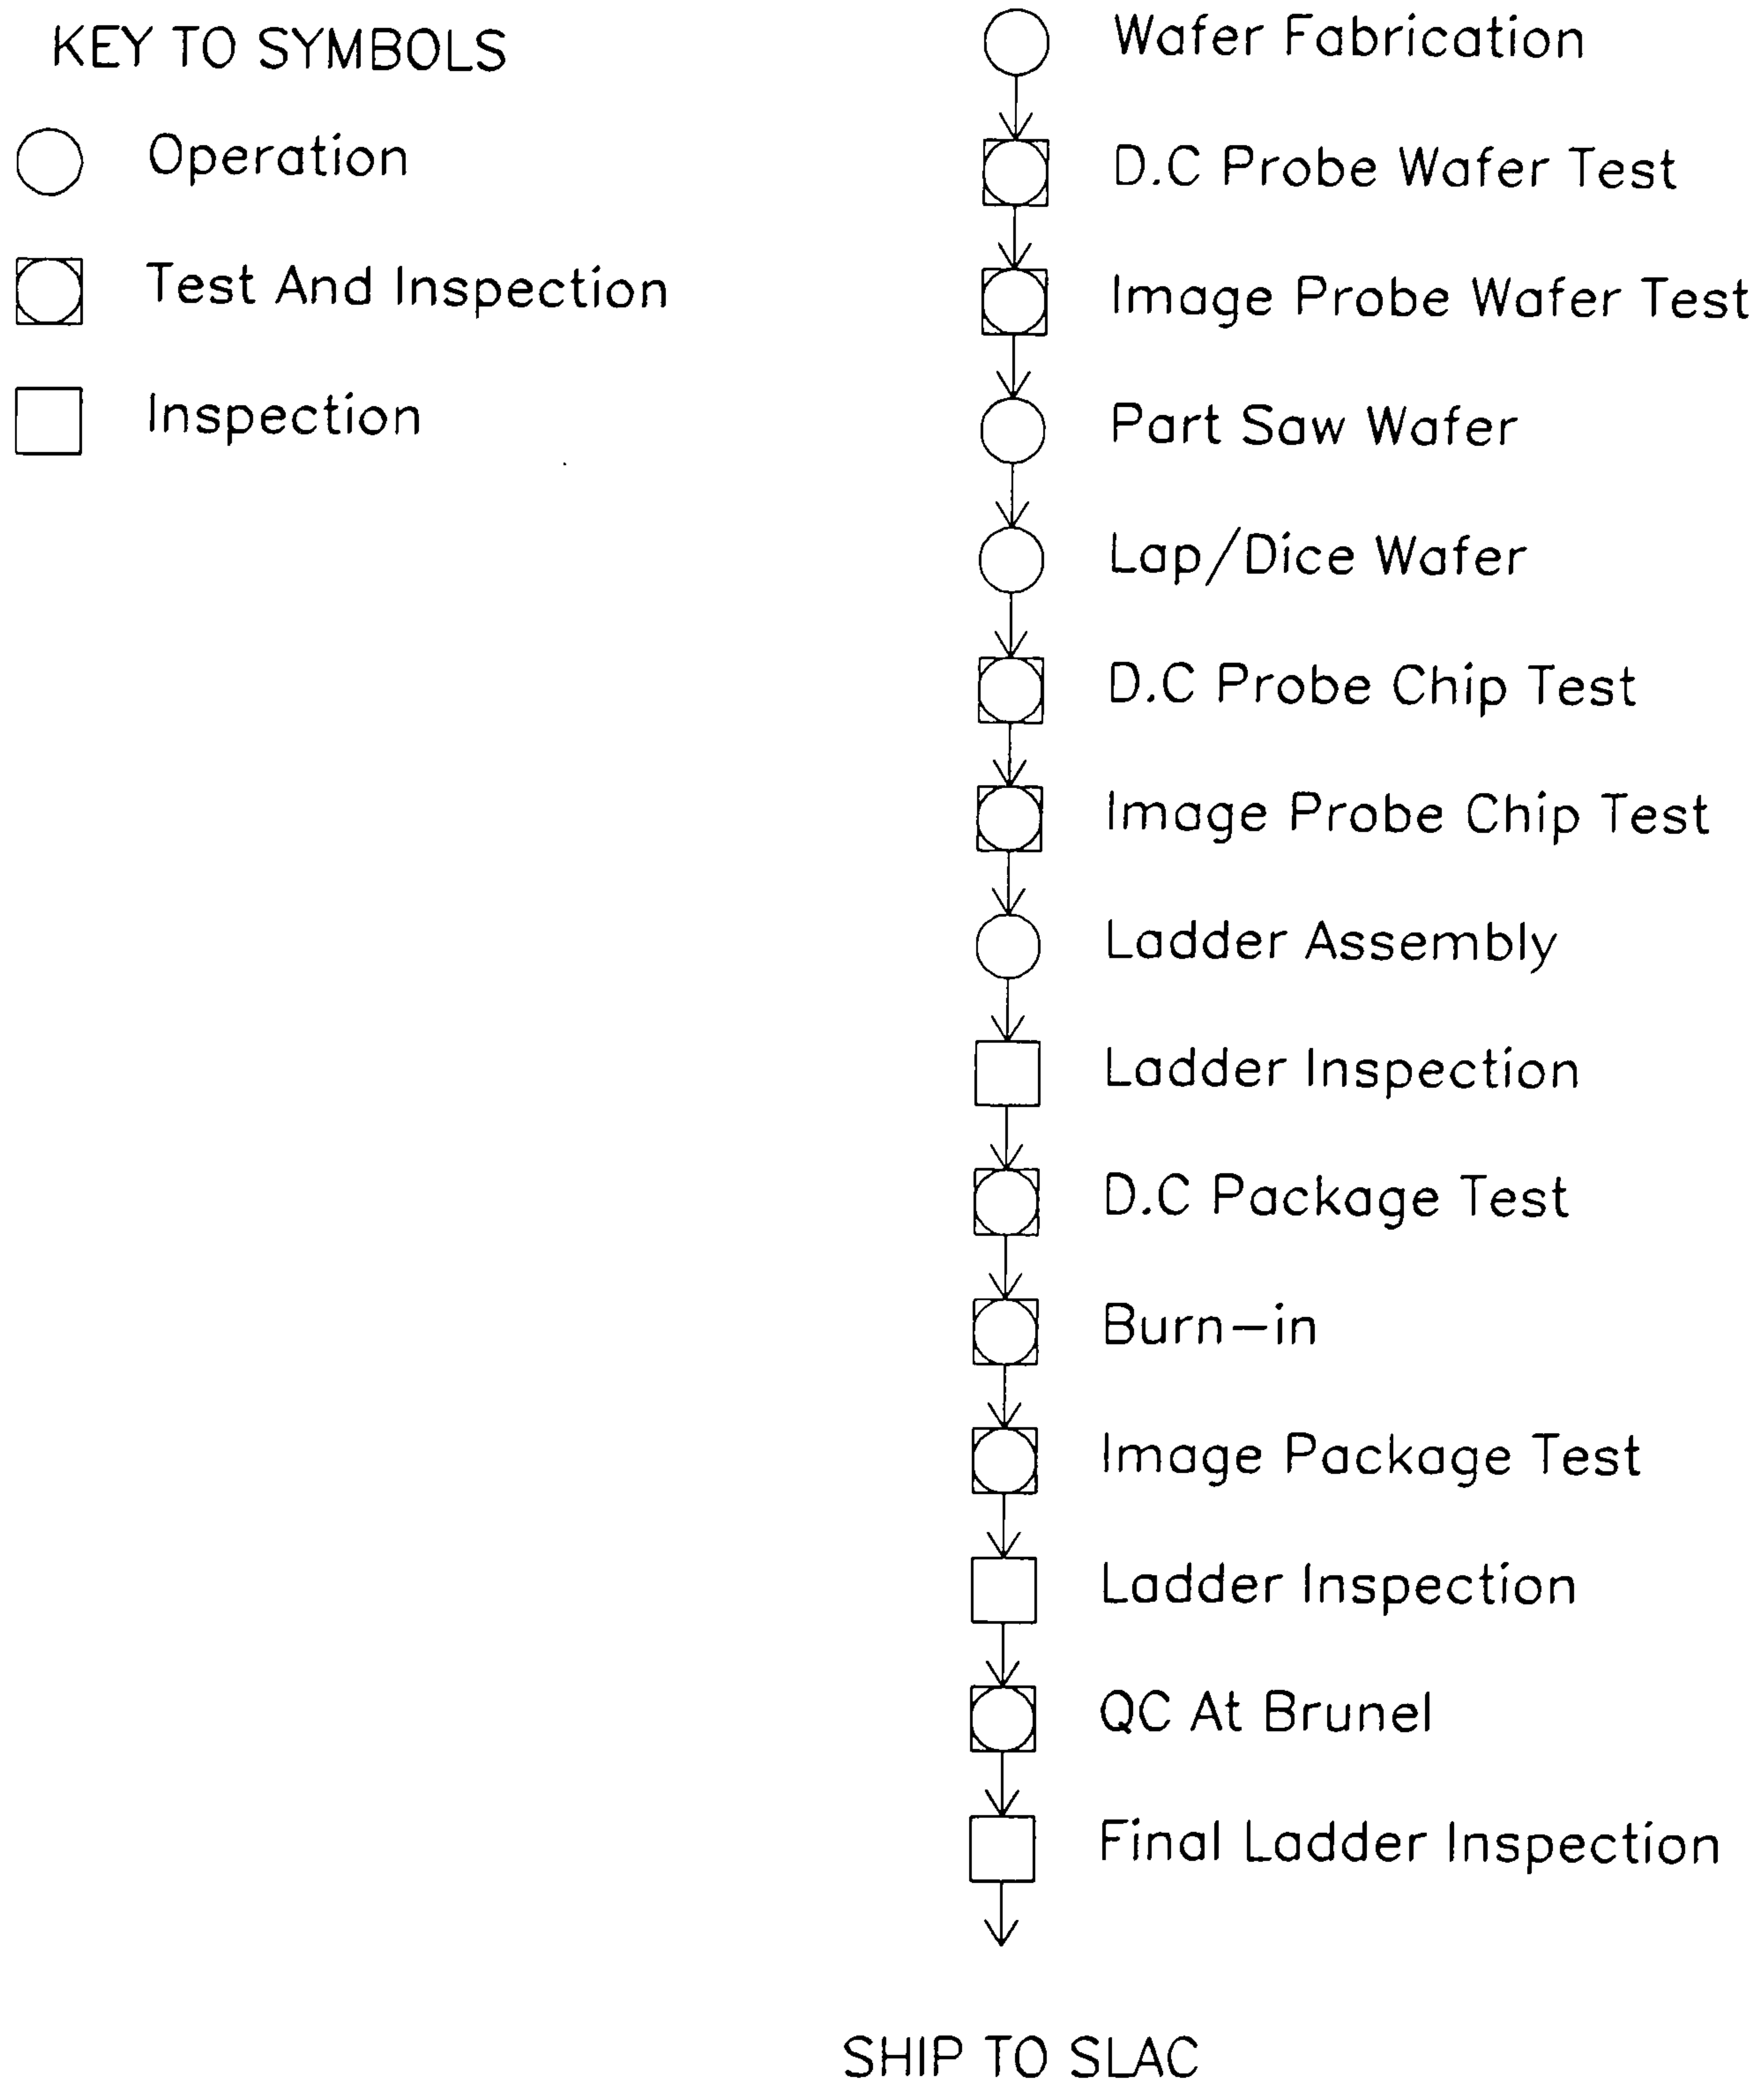 KEY TO SYMBOLS
Operation
Test And Inspection
Inspection
Wafer Fabrication
D.C Probe Wafer Test
Image Probe Wafer Test
Part Saw Wafer
Lap/Dice Wafer
D.C Probe Chip Test
Image Probe Chip Test
Ladder Assembly
Ladder Inspection
D.C Package Test
Burn-in
Image Package Test
Ladder Inspection
QC At Brunel
Final Ladder Inspection
SHIP TO SLAC